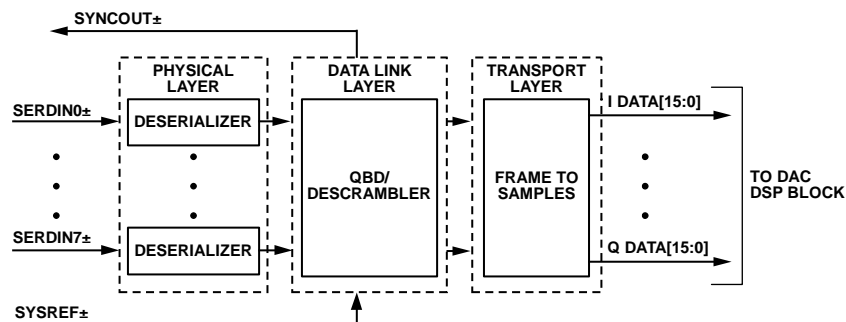 SYNCOUT±
PHYSICAL
LAYER
DATA LINK
LAYER
TRANSPORT
LAYER
SERDIN0±
DESERIALIZER
I DATA[15:0]
QBD/
DESCRAMBLER
FRAME TO
SAMPLES
TO DAC
DSP BLOCK
SERDIN7±
DESERIALIZER
Q DATA[15:0]
SYSREF±